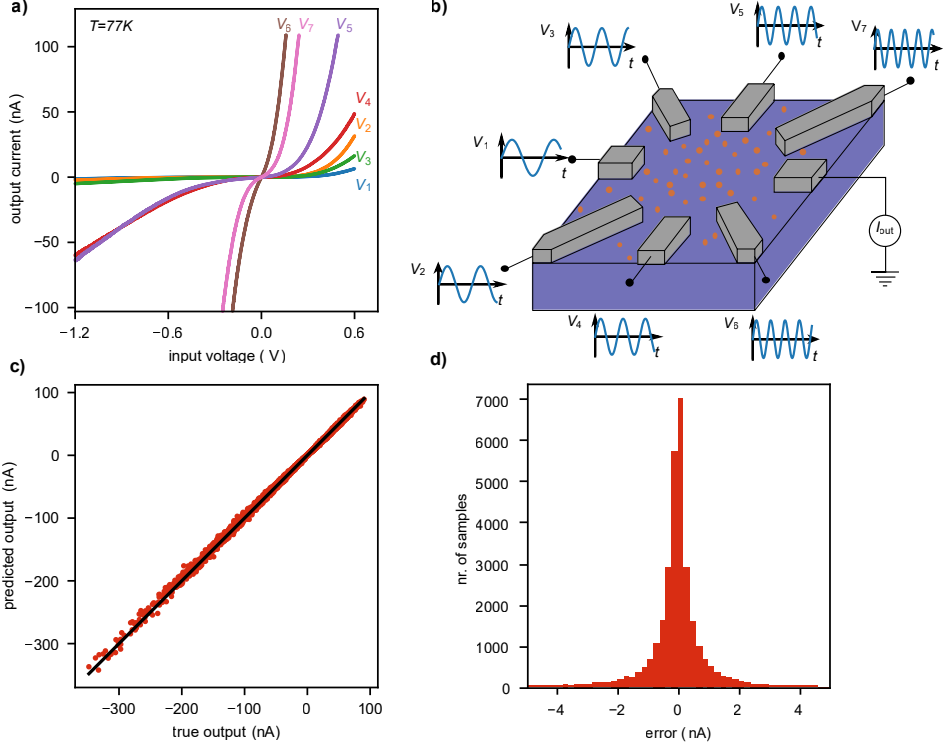 a)
T=77K
V6 V7 V5
V4
V2
V3
V1
100
50
0
−50
−100
−1.2 −0.6 0.0 0.6
input voltage ( V)
output current (nA)
b)
V3 t
V5 t
V7 t
V1 t
V2 t
V4 t
V6 t
Iout
c)
100
0
−100
−200
−300
−300 −200 −100 0 100
true output (nA)
predicted output (nA)
d)
7000
6000
5000
4000
3000
2000
1000
0
−4 −2 0 2 4
error ( nA)
nr. of samples